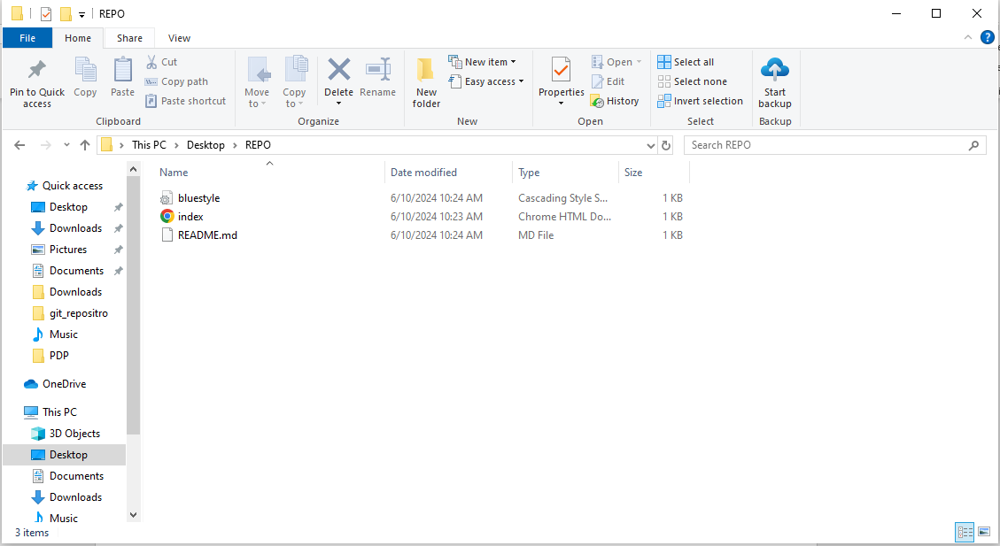 REPO
File Home Share View
Pin to Quick access
Copy
Paste
Cut
Copy path
Paste shortcut
Clipboard
Move to
Copy to
Delete
Rename
Organize
New folder
New item
Easy access
New
Properties
Open
Edit
History
Open
Select all
Select none
Invert selection
Select
Start backup
Backup
This PC > Desktop > REPO
Search REPO
Name Date modified Type Size
bluestyle 6/10/2024 10:24 AM Cascading Style S... 1 KB
index 6/10/2024 10:23 AM Chrome HTML Do... 1 KB
README.md 6/10/2024 10:24 AM MD File 1 KB
Quick access
Desktop
Downloads
Pictures
Documents
Downloads
git_repositro
Music
PDP
OneDrive
This PC
3D Objects
Desktop
Documents
Downloads
Music
3 items